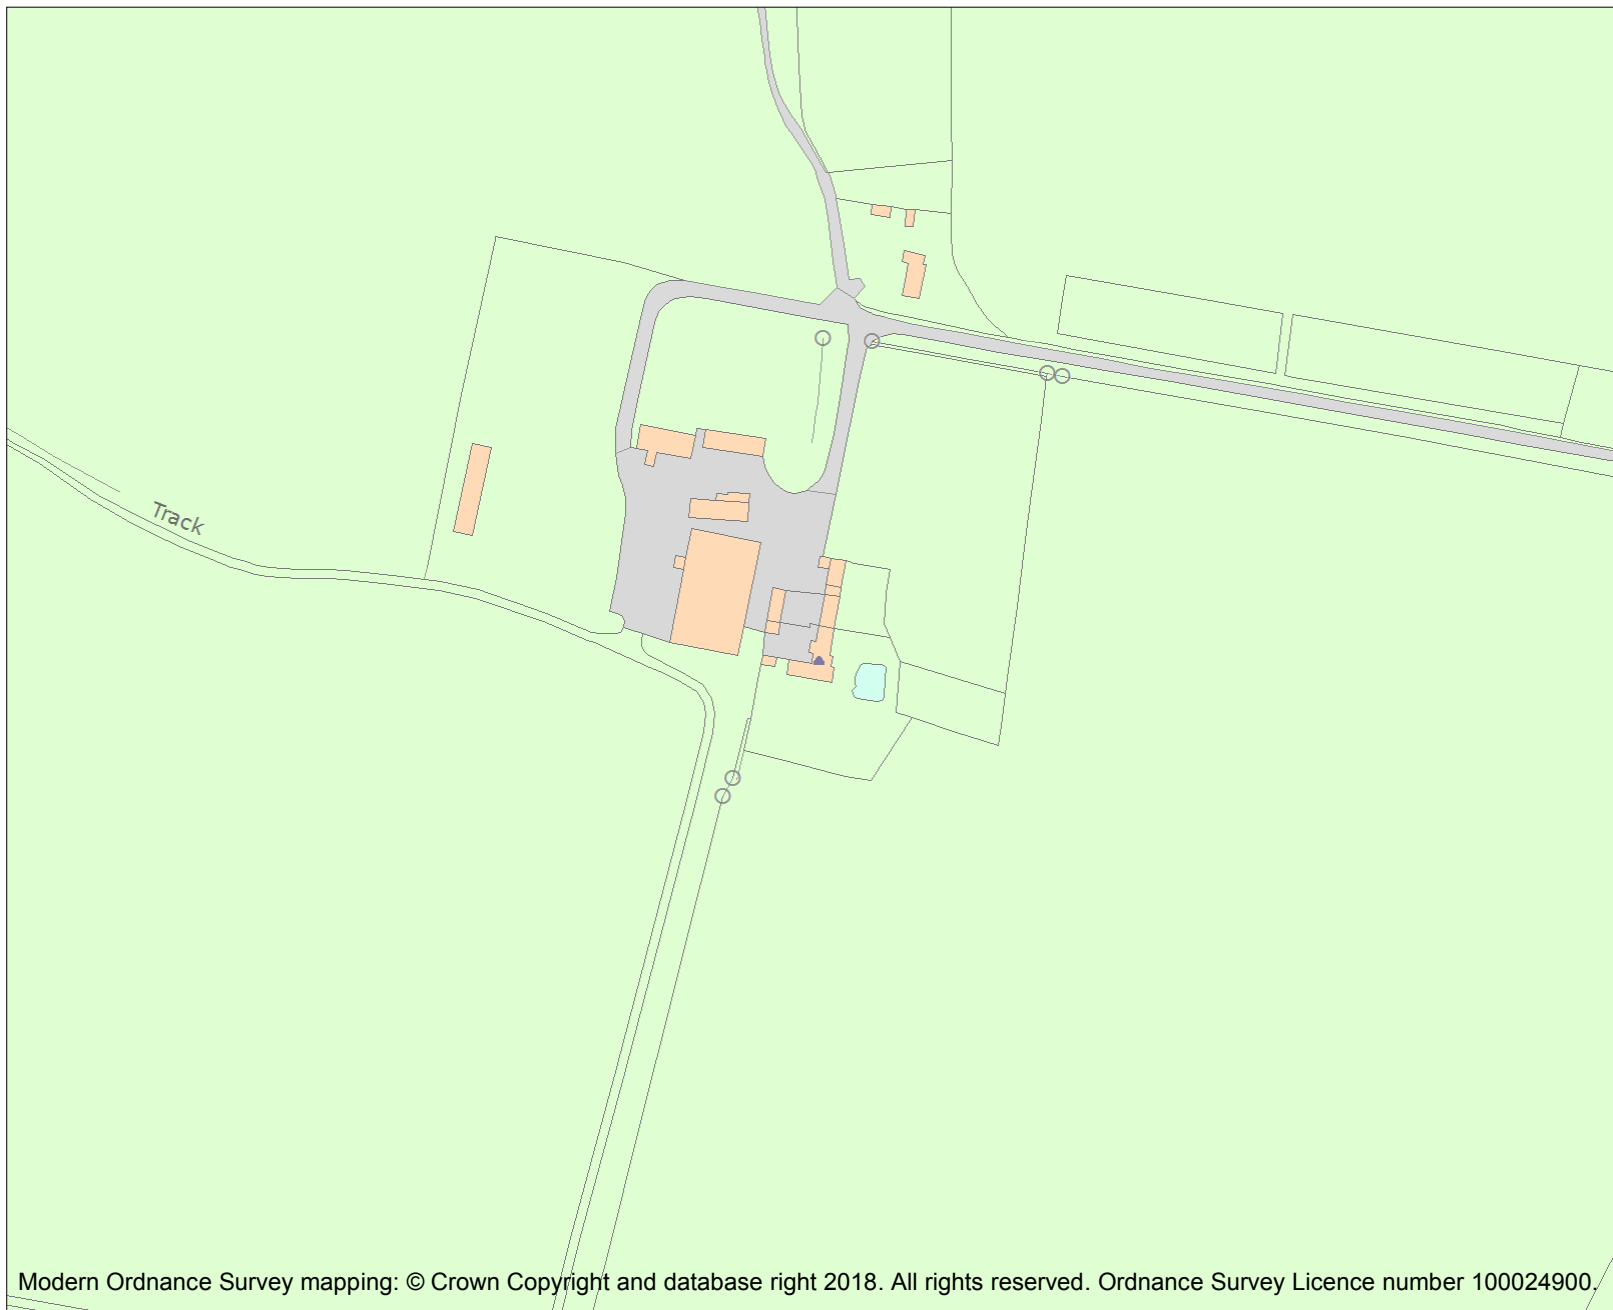 Track
Modern Ordnance Survey mapping: © Crown Copyright and database right 2018. All rights reserved. Ordnance Survey Licence number 100024900.